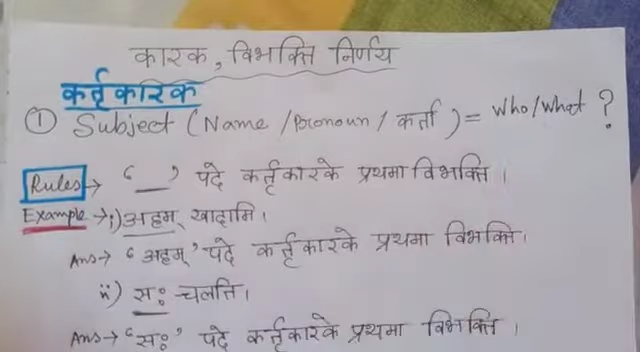 कारक, विभक्ति निर्णय
कर्तृकारक
① Subject (Name / Pronoun / कर्ता) = Who/What ?
Rules → ‘__’ पदे कर्तृकारके प्रथमा विभक्ति।
Example → i) अहम् खादामि।
Ans → ‘अहम्’ पदे कर्तृकारके प्रथमा विभक्ति।
ii) सः चलति।
Ans → ‘सः’ पदे कर्तृकारके प्रथमा विभक्ति।